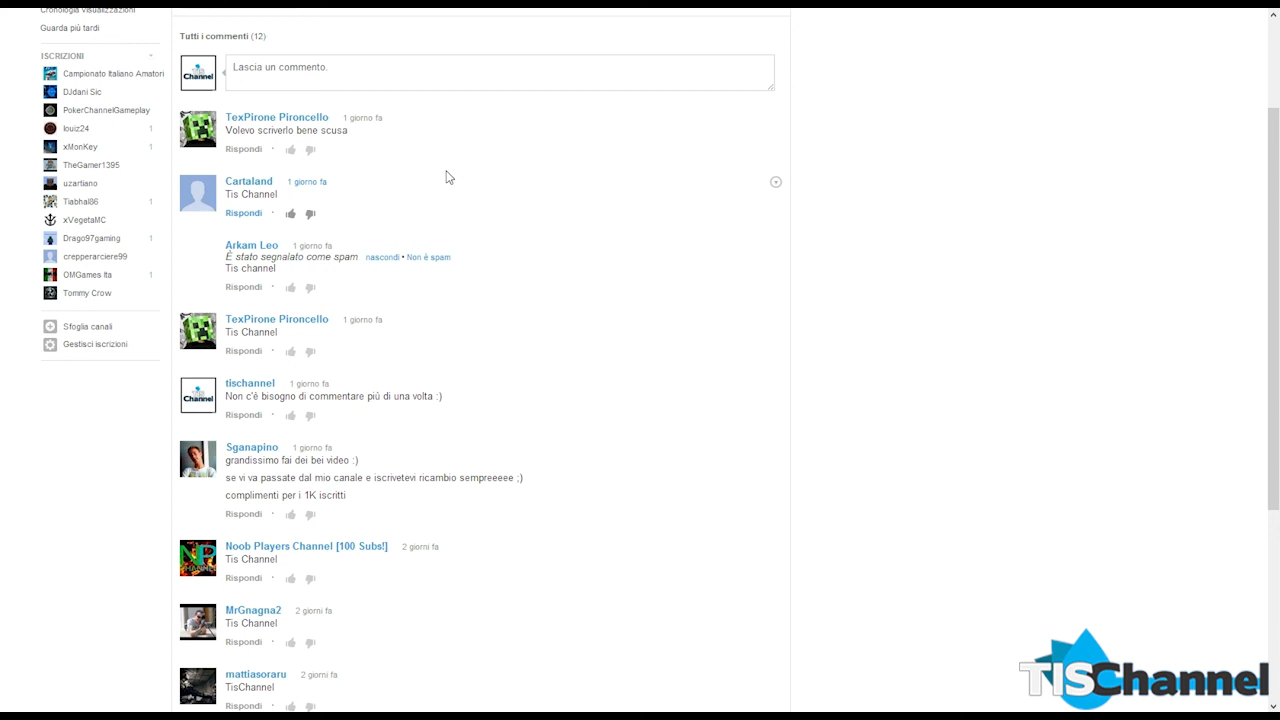 Cronologia visualizzazioni
Guarda più tardi
ISCRIZIONI
Campionato Italiano Amatori
DJdani Sic
PokerChannelGameplay
louiz24 1
xMonKey 1
TheGamer1395
uzartiano
Tiabhal86 1
xVegetaMC
Drago97gaming 1
crepperarciere99
OMGames Ita 1
Tommy Crow
Sfoglia canali
Gestisci iscrizioni
Tutti i commenti (12)
Channel
Lascia un commento.
TexPirone Pironcello 1 giorno fa
Volevo scriverlo bene scusa
Rispondi ·
Cartaland 1 giorno fa
Tis Channel
Rispondi ·
Arkam Leo 1 giorno fa
È stato segnalato come spam nascondi • Non è spam
Tis channel
Rispondi ·
TexPirone Pironcello 1 giorno fa
Tis Channel
Rispondi ·
Channel
tischannel 1 giorno fa
Non c'è bisogno di commentare più di una volta :)
Rispondi ·
Sganapino 1 giorno fa
grandissimo fai dei bei video :)
se vi va passate dal mio canale e iscrivetevi ricambio sempreeeee ;)
complimenti per i 1K iscritti
Rispondi ·
NP
Noob Players Channel [100 Subs!] 2 giorni fa
Tis Channel
Rispondi ·
MrGnagna2 2 giorni fa
Tis Channel
Rispondi ·
mattiasoraru 2 giorni fa
TisChannel
Rispondi ·
TISChannel